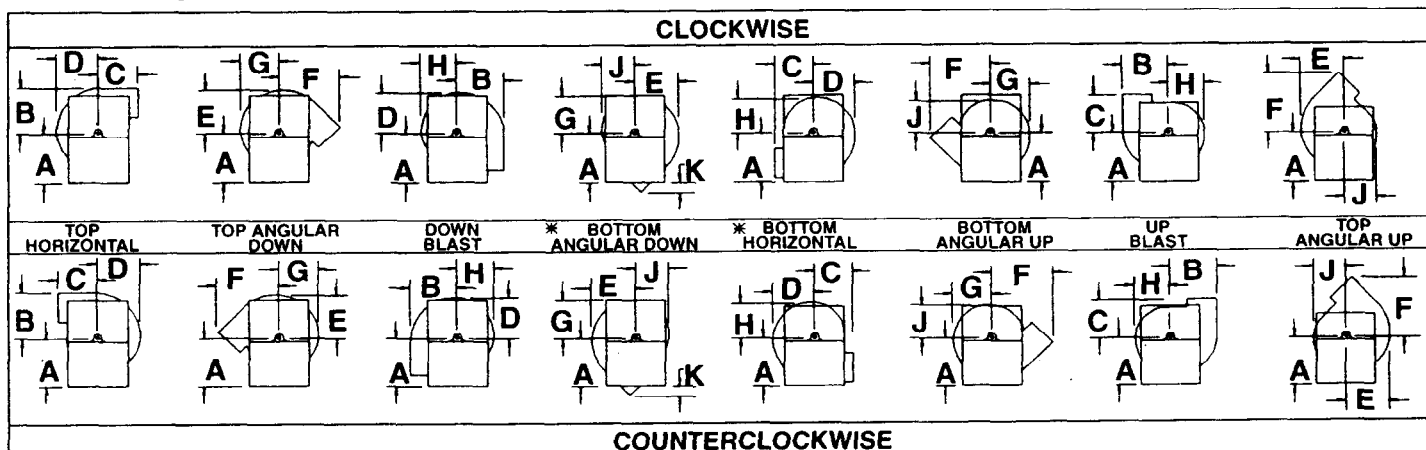 CLOCKWISE
D C G F H B J E C D F G B H E
B E D G H J C F
A A A A K A A A A J
TOP TOP ANGULAR DOWN * BOTTOM * BOTTOM BOTTOM UP TOP
HORIZONTAL DOWN BLAST ANGULAR DOWN HORIZONTAL ANGULAR UP BLAST ANGULAR UP
C D F G B H E J D C G F H B J
B E D G H J C F
A A A A K A A A A E
COUNTERCLOCKWISE